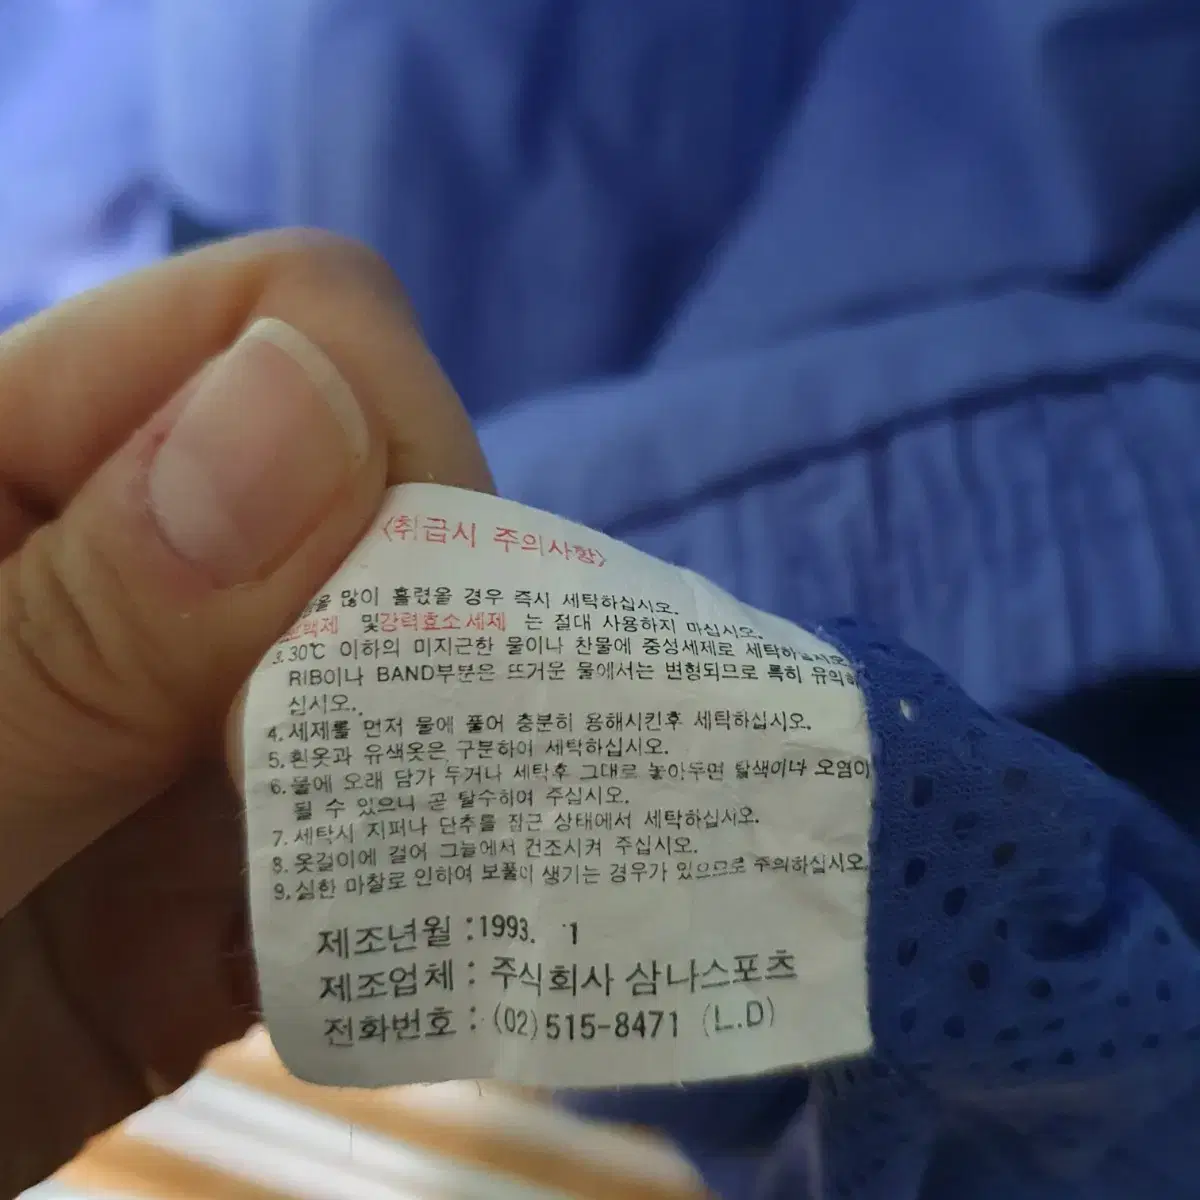 〈취급시 주의사항〉
많이 흘렸을 경우 즉시 세탁하십시오.
및강력효소세제 는 절대 사용하지 마십시오.
3. 30℃ 이하의 미지근한 물이나 찬물에 중성세제로 세탁하십시오.
RIB이나 BAND부분은 뜨거운 물에서는 변형되므로 특히 유의하
십시오.
4. 세제를 먼저 물에 풀어 충분히 용해시킨후 세탁하십시오.
5. 흰옷과 유색옷은 구분하여 세탁하십시오.
6. 물에 오래 담가 두거나 세탁후 그대로 놓아두면 탈색이나 오염이
될 수 있으니 곧 탈수하여 주십시오.
7. 세탁시 지퍼나 단추를 잠근 상태에서 세탁하십시오.
8. 옷걸이에 걸어 그늘에서 건조시켜 주십시오.
9. 심한 마찰로 인하여 보풀이 생기는 경우가 있으므로 주의하십시오.
제조년월 : 1993. 1
제조업체 : 주식회사 삼나스포츠
전화번호 : (02) 515-8471 (L.D)